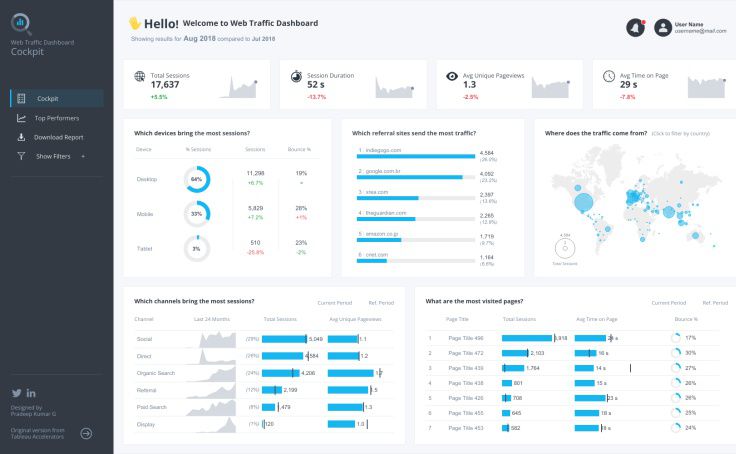 Web Traffic Dashboard
Cockpit
Cockpit
Top Performers
Download Report
Show Filters +
Designed by
Pradeep Kumar G
Original version from
Tableau Accelerators
Hello! Welcome to Web Traffic Dashboard
Showing results for Aug 2018 compared to Jul 2018
User Name
username@mail.com
Total Sessions
17,637
+5.5%
Session Duration
52 s
-13.7%
Avg Unique Pageviews
1.3
-2.5%
Avg Time on Page
29 s
-7.8%
Which devices bring the most sessions?
Device % Sessions Sessions Bounce %
Desktop 64% 11,298 19%
+6.7%
Mobile 33% 5,829 28%
+7.2% +1%
Tablet 3% 510 23%
-25.8% -2%
Which referral sites send the most traffic?
1 indiegogo.com 4,584
(26.0%)
2 google.com.br 4,092
(23.2%)
3 xtea.com 2,397
(13.6%)
4 theguardian.com 2,265
(12.8%)
5 amazon.co.jp 1,719
(9.7%)
6 cnet.com 1,164
(6.6%)
Where does the traffic come from? (Click to filter by country)
4,584
Total Sessions
Which channels bring the most sessions? Current Period Ref. Period
Channel Last 24 Months Total Sessions Avg Unique Pageviews
Social (29%) 5,049 1.1
Direct (26%) 4,584 1.2
Organic Search (24%) 4,206 1.7
Referral (12%) 2,199 1.5
Paid Search (8%) 1,479 1.3
Display (1%) 120 1.0
What are the most visited pages? Current Period Ref. Period
Page Title Total Sessions Avg Time on Page Bounce %
1 Page Title 496 17%
2 Page Title 472 2,103 16 s 30%
3 Page Title 439 1,764 14 s 27%
4 Page Title 438 801 15 s 26%
5 Page Title 426 708 23 s 26%
6 Page Title 455 645 18 s 25%
7 Page Title 453 582 18 s 24%